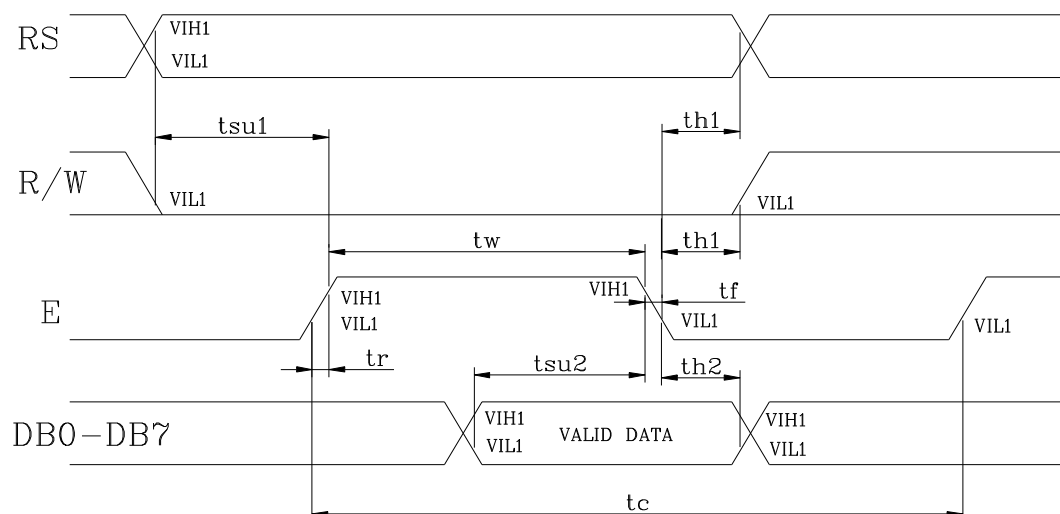 RS
VIH1
VIL1
tsu1
th1
R/W
VIL1
VIL1
tw
th1
E
VIH1
VIL1
VIH1
tf
VIL1
VIL1
tr
tsu2
th2
DB0-DB7
VIH1
VIL1
VALID DATA
VIH1
VIL1
tc